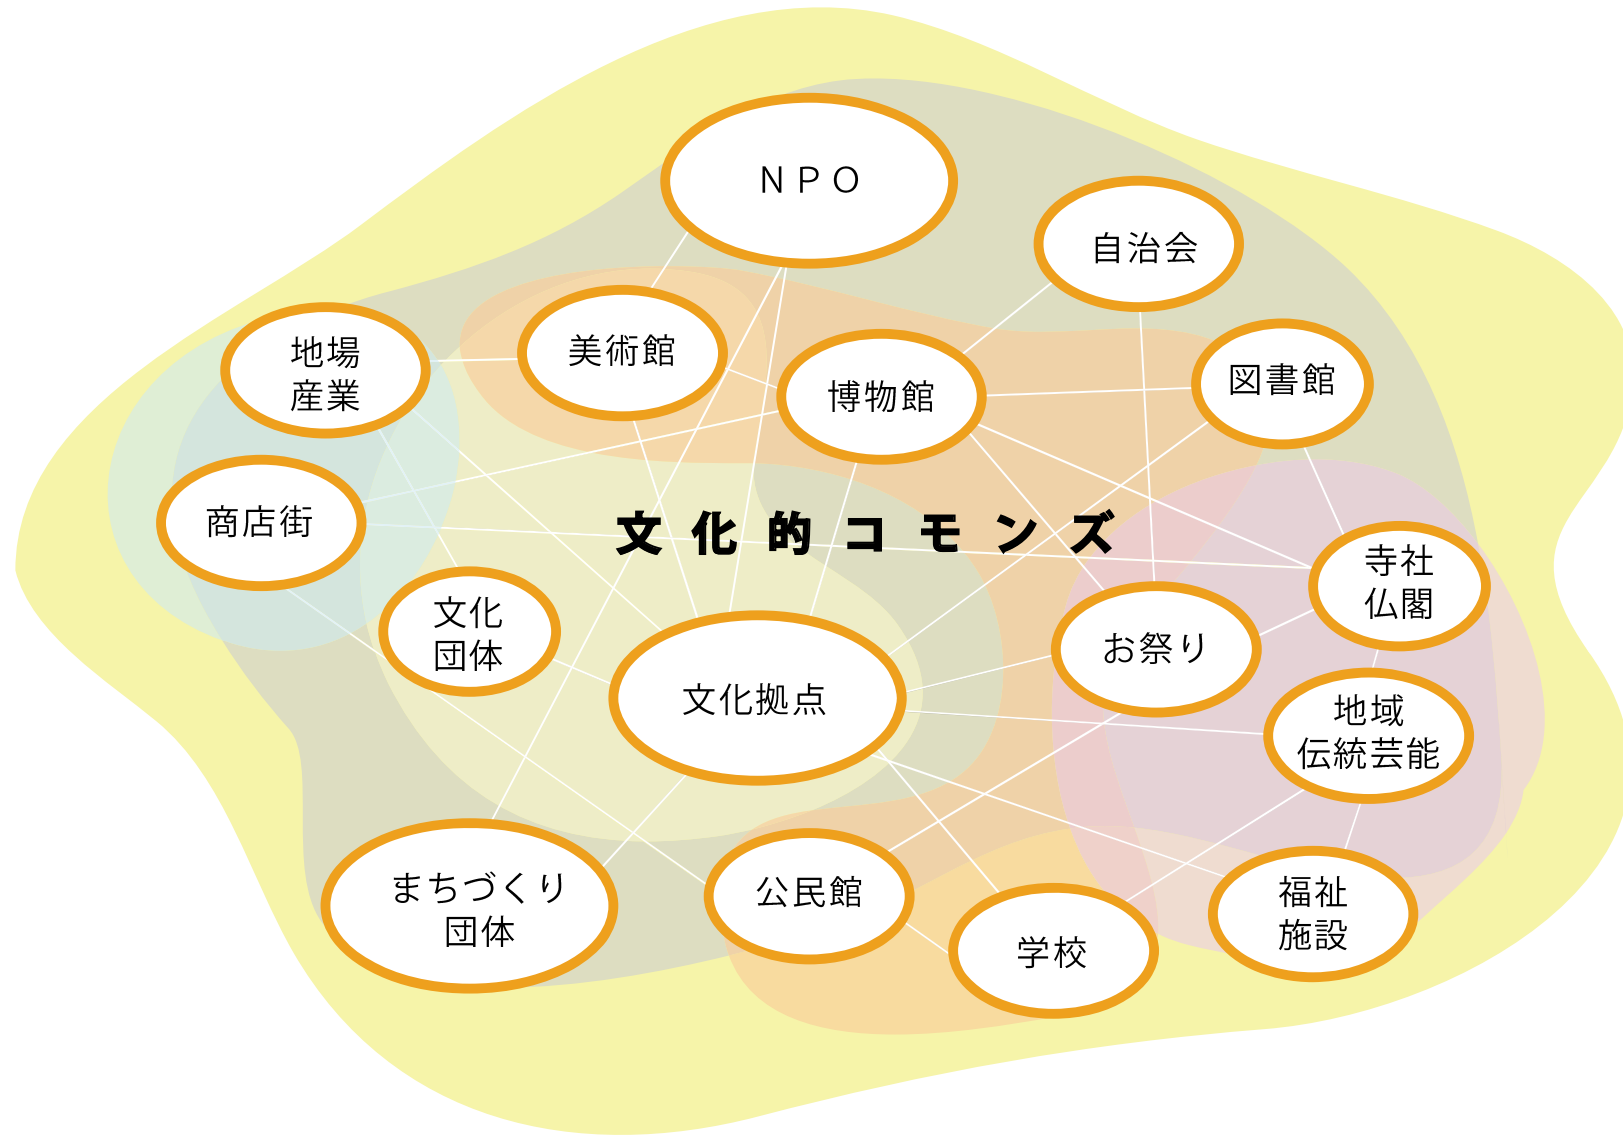 ＮＰＯ
自治会
地場
産業
美術館
博物館
図書館
商店街
文化的コモンズ
文化
団体
寺社
仏閣
お祭り
文化拠点
地域
伝統芸能
まちづくり
団体
公民館
学校
福祉
施設